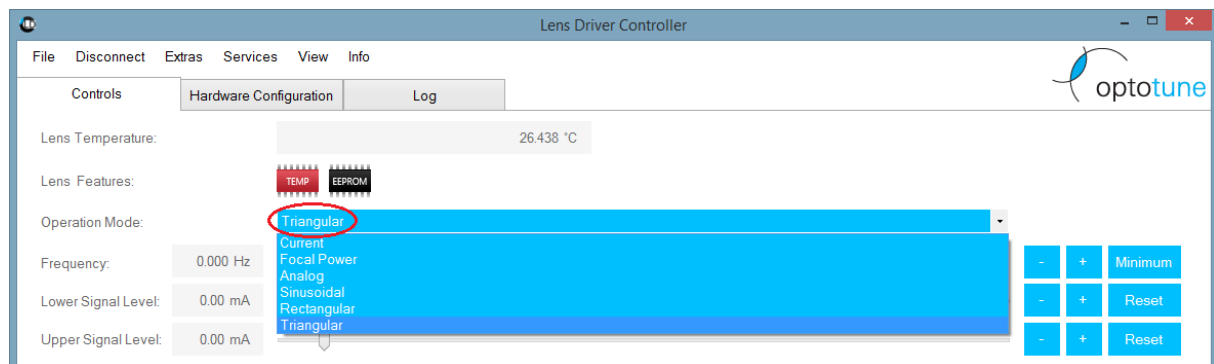 Lens Driver Controller
File Disconnect Extras Services View Info
optotune
Controls Hardware Configuration Log
Lens Temperature: 26.438 °C
Lens Features: TEMP EEPROM
Operation Mode: Triangular
Current
Focal Power
Analog
Sinusoidal
Rectangular
Triangular
Frequency: 0.000 Hz - + Minimum
Lower Signal Level: 0.00 mA - + Reset
Upper Signal Level: 0.00 mA - + Reset